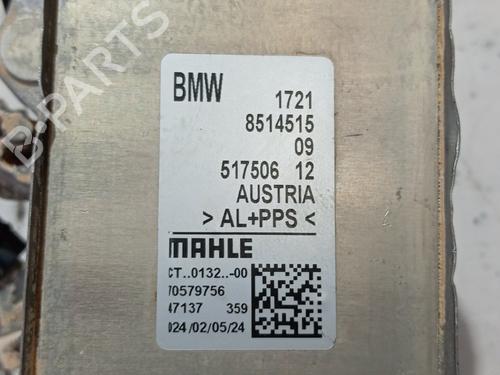 BMW 1721
8514515
09
517506 12
AUSTRIA
> AL+PPS <
MAHLE
CT..0132..-00
70579756
47137 359
024/02/05/24
B-PARTS